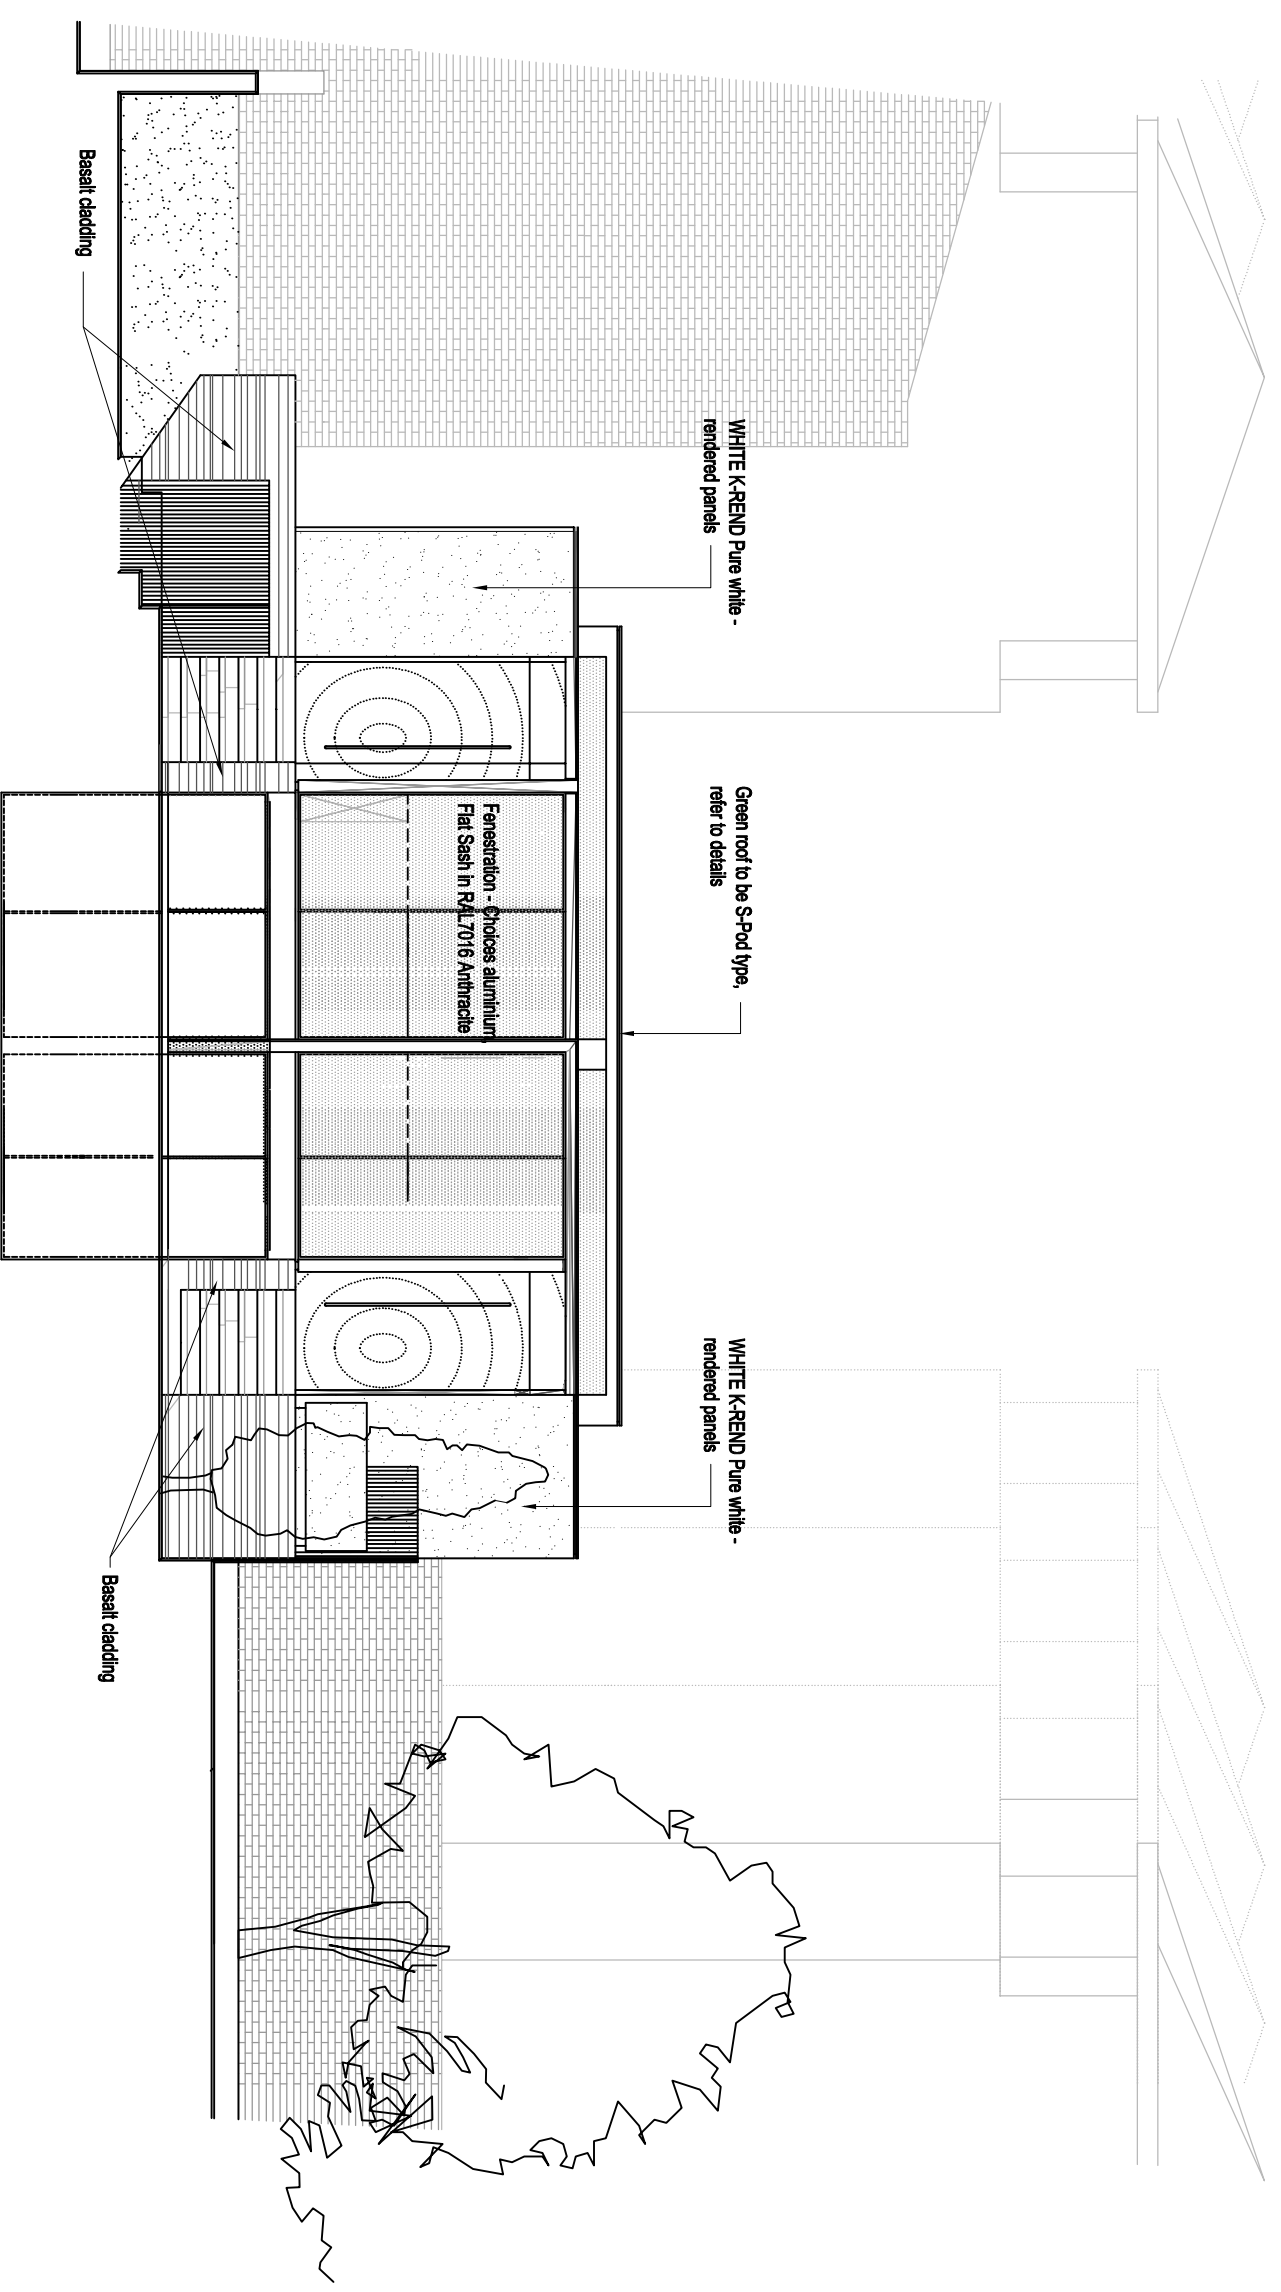 WHITE K-REND Pure white -
rendered panels
Green roof to be S-Pod type,
refer to details
WHITE K-REND Pure white -
rendered panels
Fenestration - Choices aluminium
Flat Sash in RAL7016 Anthracite
Basalt cladding
Basalt cladding